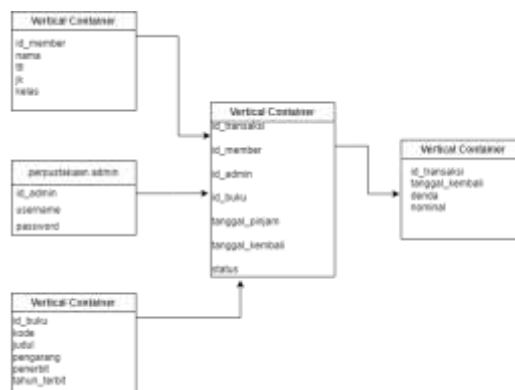 Vertical Container
id_member
nama
ttl
jk
kelas
perpustakaan admin
id_admin
username
password
Vertical Container
id_buku
kode
judul
pengarang
penerbit
tahun_terbit
Vertical Container
id_transaksi
id_member
id_admin
id_buku
tanggal_pinjam
tanggal_kembali
status
Vertical Container
id_transaksi
tanggal_kembali
denda
nominal